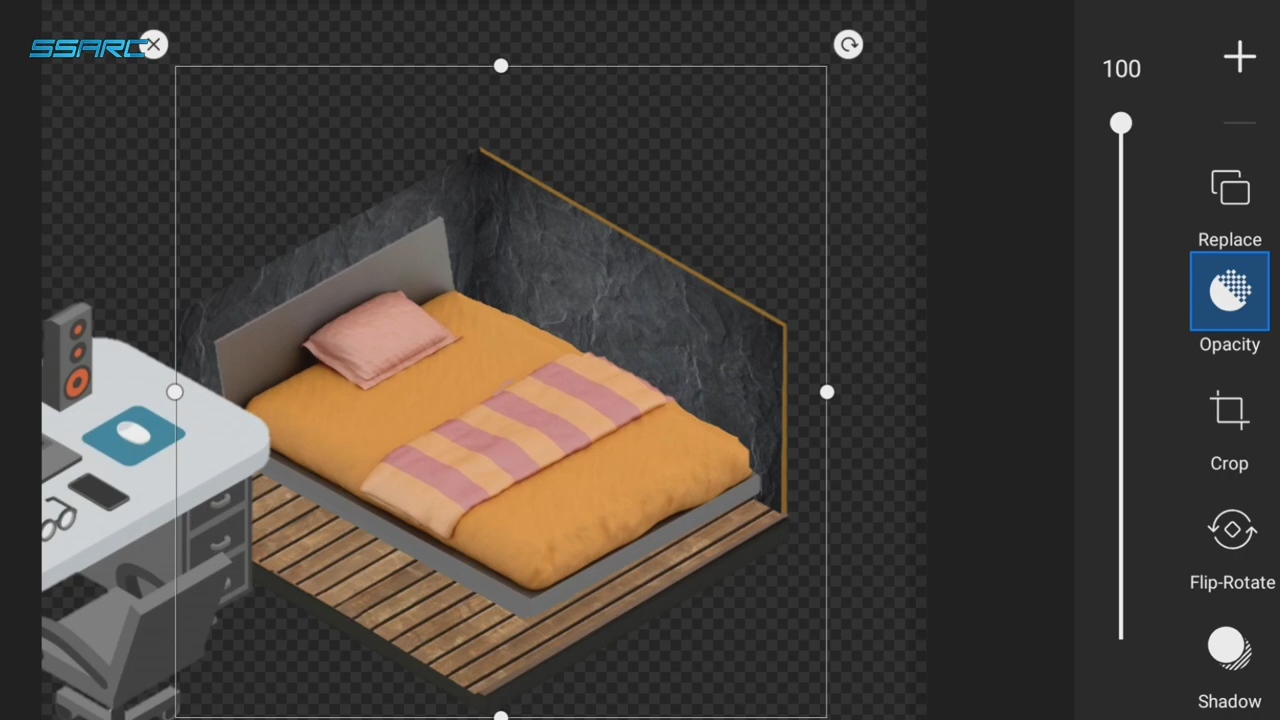 SSARC
100
Replace
Opacity
Crop
Flip-Rotate
Shadow